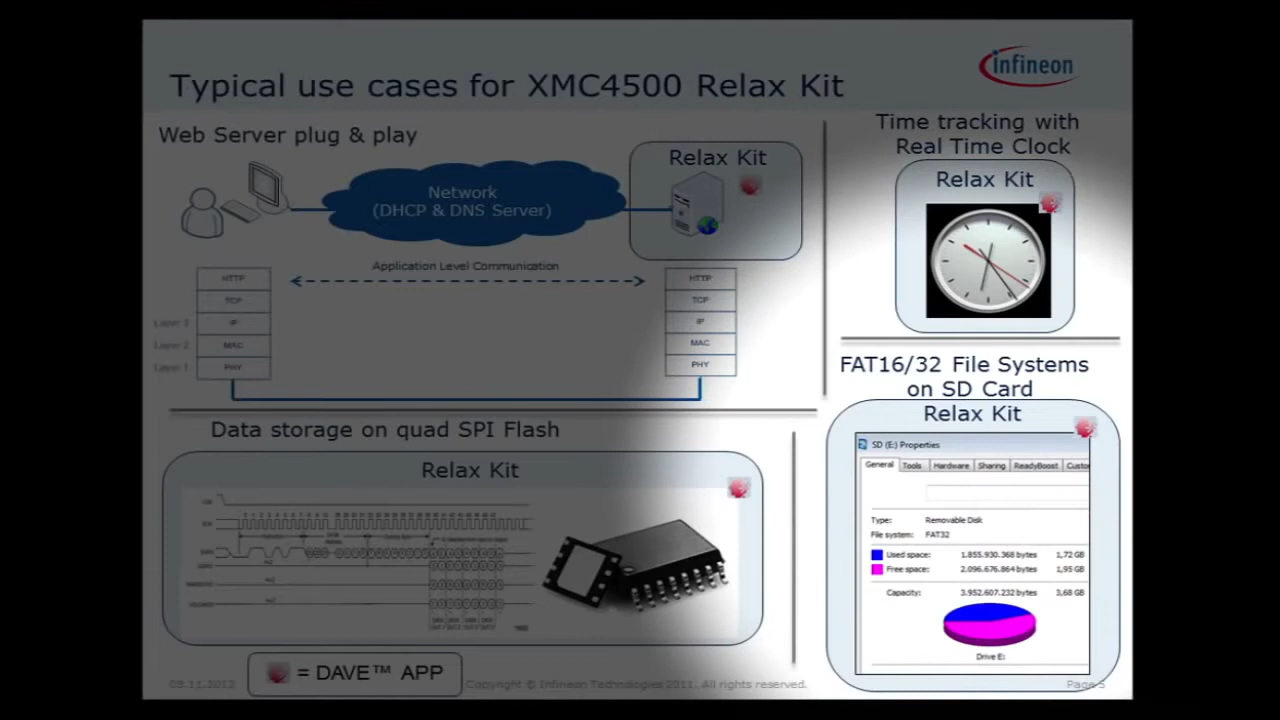 infineon
Typical use cases for XMC4500 Relax Kit
Web Server plug & play
Relax Kit
Network
(DHCP & DNS Server)
Application Level Communication
HTTP
TCP
Layer 3
IP
Layer 2
MAC
Layer 1
PHY
HTTP
TCP
IP
MAC
PHY
Time tracking with
Real Time Clock
Relax Kit
Data storage on quad SPI Flash
Relax Kit
FAT16/32 File Systems
on SD Card
Relax Kit
SD (E:) Properties
General Tools Hardware Sharing ReadyBoost
Type: Removable Disk
File system: FAT32
Used space: 1.855.930.368 bytes 1,72 GB
Free space: 2.096.676.864 bytes 1,95 GB
Capacity: 3.952.607.232 bytes 3,68 GB
Drive E:
= DAVE™ APP
Copyright © Infineon Technologies 2011. All rights reserved.
Page 5